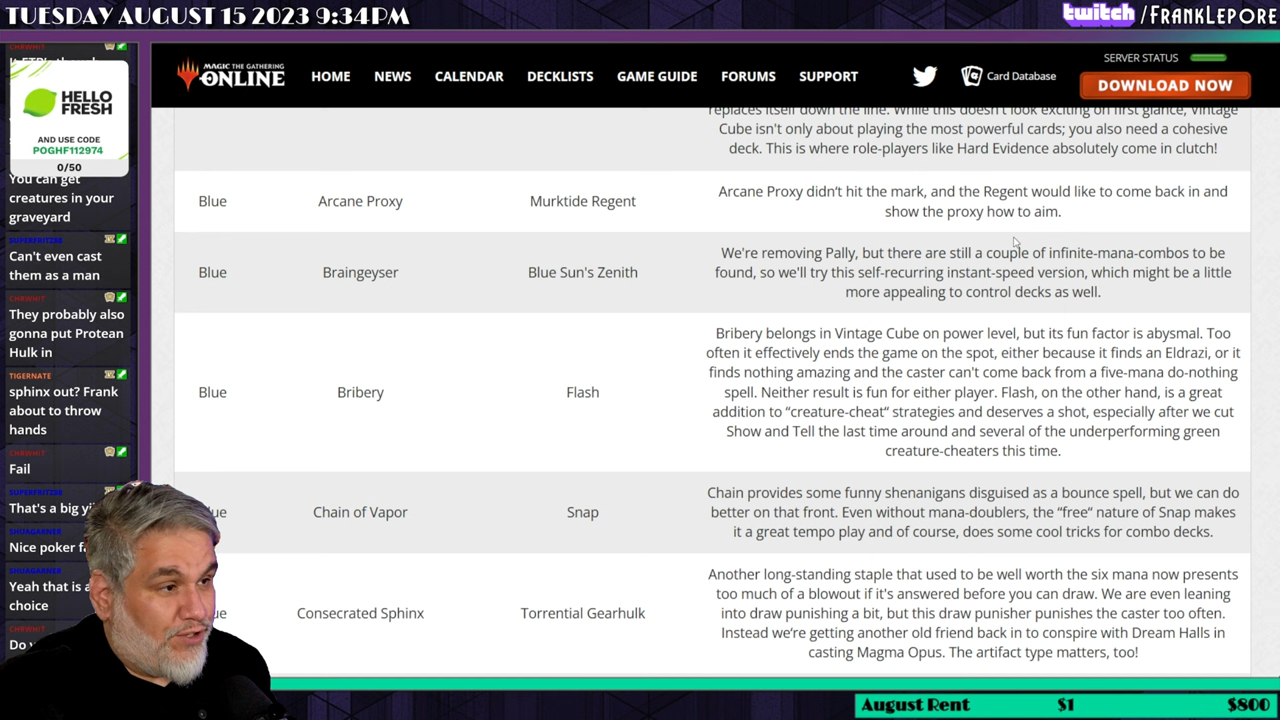 TUESDAY AUGUST 15 2023 9:34PM
twitch /FRANKLEPORE
HELLO
FRESH
AND USE CODE
POGHF112974
0/50
You can get
creatures in your
graveyard
SUPERFRITZ88
Can't even cast
them as a man
CHRWHIT
They probably also
gonna put Protean
Hulk in
TIGERNATE
sphinx out? Frank
about to throw
hands
CHRWHIT
Fail
SUPERFRITZ88
That's a big
SHUAGARNER
Nice poker
SHUAGARNER
Yeah that is a
choice
CHRWHIT
Do
MAGIC THE GATHERING
ONLINE
HOME
NEWS
CALENDAR
DECKLISTS
GAME GUIDE
FORUMS
SUPPORT
Card Database
SERVER STATUS
DOWNLOAD NOW
replaces itself down the line. While this doesn't look exciting on first glance, Vintage
Cube isn't only about playing the most powerful cards; you also need a cohesive
deck. This is where role-players like Hard Evidence absolutely come in clutch!
Blue
Arcane Proxy
Murktide Regent
Arcane Proxy didn't hit the mark, and the Regent would like to come back in and
show the proxy how to aim.
Blue
Braingeyser
Blue Sun's Zenith
We're removing Pally, but there are still a couple of infinite-mana-combos to be
found, so we'll try this self-recurring instant-speed version, which might be a little
more appealing to control decks as well.
Blue
Bribery
Flash
Bribery belongs in Vintage Cube on power level, but its fun factor is abysmal. Too
often it effectively ends the game on the spot, either because it finds an Eldrazi, or it
finds nothing amazing and the caster can't come back from a five-mana do-nothing
spell. Neither result is fun for either player. Flash, on the other hand, is a great
addition to "creature-cheat" strategies and deserves a shot, especially after we cut
Show and Tell the last time around and several of the underperforming green
creature-cheaters this time.
Chain of Vapor
Snap
Chain provides some funny shenanigans disguised as a bounce spell, but we can do
better on that front. Even without mana-doublers, the "free" nature of Snap makes
it a great tempo play and of course, does some cool tricks for combo decks.
Consecrated Sphinx
Torrential Gearhulk
Another long-standing staple that used to be well worth the six mana now presents
too much of a blowout if it's answered before you can draw. We are even leaning
into draw punishing a bit, but this draw punisher punishes the caster too often.
Instead we're getting another old friend back in to conspire with Dream Halls in
casting Magma Opus. The artifact type matters, too!
August Rent
$1
$800